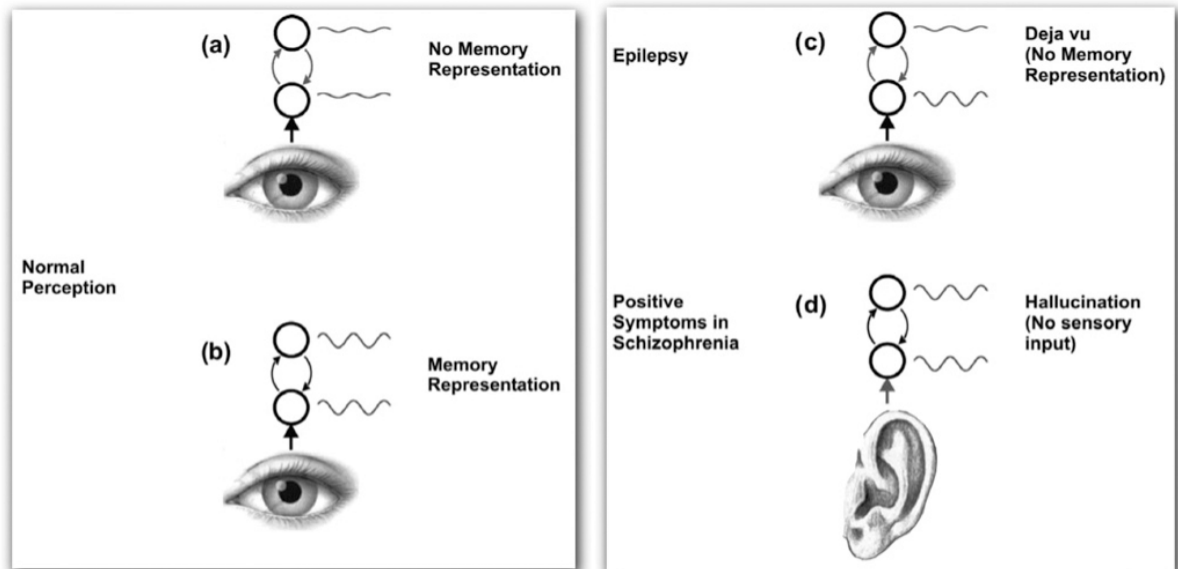 (a)
No Memory
Representation
Normal
Perception
(b)
Memory
Representation
Epilepsy
(c)
Deja vu
(No Memory
Representation)
Positive
Symptoms in
Schizophrenia
(d)
Hallucination
(No sensory
input)